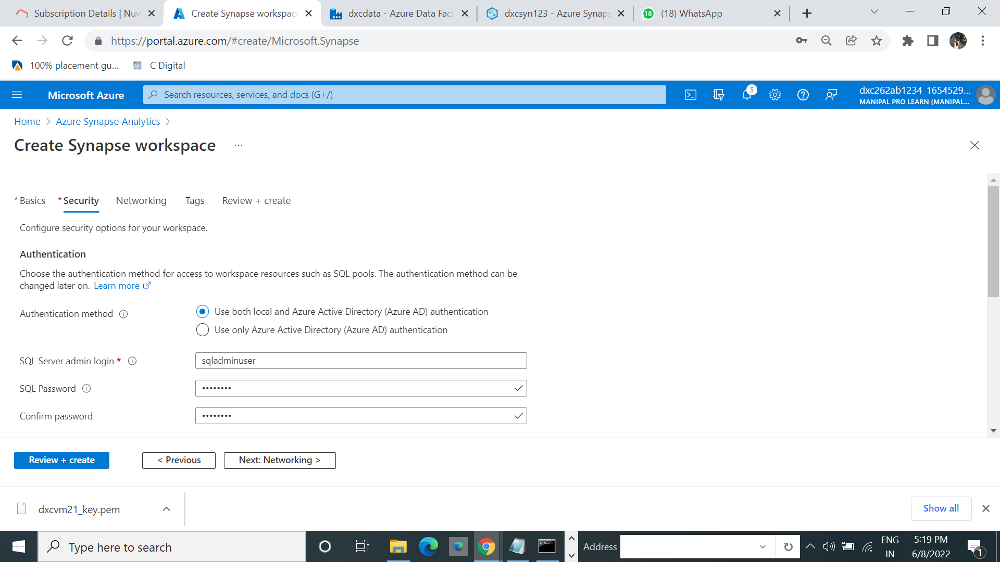 Subscription Details | Nuv
Create Synapse workspace
dxcdata - Azure Data Fact
dxcsyn123 - Azure Synaps
18
(18) WhatsApp
https://portal.azure.com/#create/Microsoft.Synapse
100% placement gu...
C Digital
Microsoft Azure
Search resources, services, and docs (G+/)
5
dxc262ab1234_1654529...
MANIPAL PRO LEARN (MANIPAL...
Home > Azure Synapse Analytics >
Create Synapse workspace ...
* Basics * Security Networking Tags Review + create
Configure security options for your workspace.
Authentication
Choose the authentication method for access to workspace resources such as SQL pools. The authentication method can be
changed later on. Learn more
Authentication method
Use both local and Azure Active Directory (Azure AD) authentication
Use only Azure Active Directory (Azure AD) authentication
SQL Server admin login *
sqladminuser
SQL Password
••••••••
Confirm password
••••••••
Review + create
< Previous
Next: Networking >
dxcvm21_key.pem
Show all
Type here to search
Address
ENG
IN
5:19 PM
6/8/2022
1